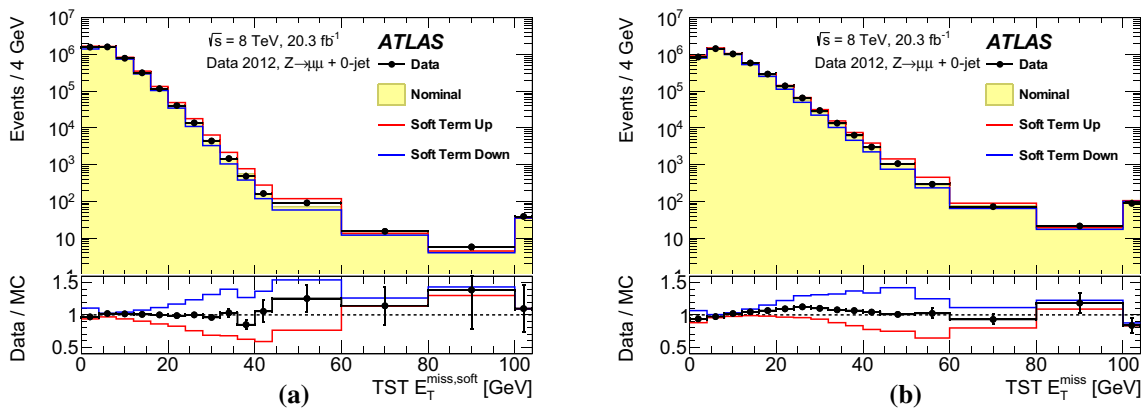 Events / 4 GeV
10⁶
10⁵
10⁴
10³
10²
10
1
√s = 8 TeV, 20.3 fb⁻¹
Data 2012, Z→μμ + 0-jet
ATLAS
Data
Nominal
Soft Term Up
Soft Term Down
Data / MC
1.5
1.0
0.5
0 20 40 60 80 100
TST E_T^miss,soft [GeV]
(a)
Events / 4 GeV
10⁶
10⁵
10⁴
10³
10²
10
1
√s = 8 TeV, 20.3 fb⁻¹
Data 2012, Z→μμ + 0-jet
ATLAS
Data
Nominal
Soft Term Up
Soft Term Down
Data / MC
1.5
1.0
0.5
0 20 40 60 80 100
TST E_T^miss [GeV]
(b)